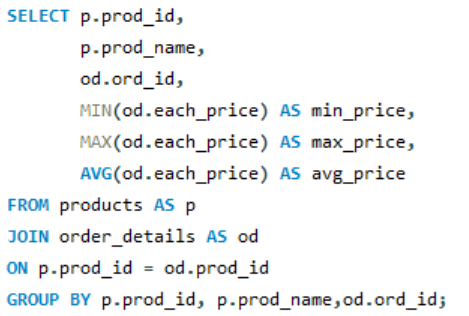 SELECT p.prod_id,
p.prod_name,
od.ord_id,
MIN(od.each_price) AS min_price,
MAX(od.each_price) AS max_price,
AVG(od.each_price) AS avg_price
FROM products AS p
JOIN order_details AS od
ON p.prod_id = od.prod_id
GROUP BY p.prod_id, p.prod_name,od.ord_id;